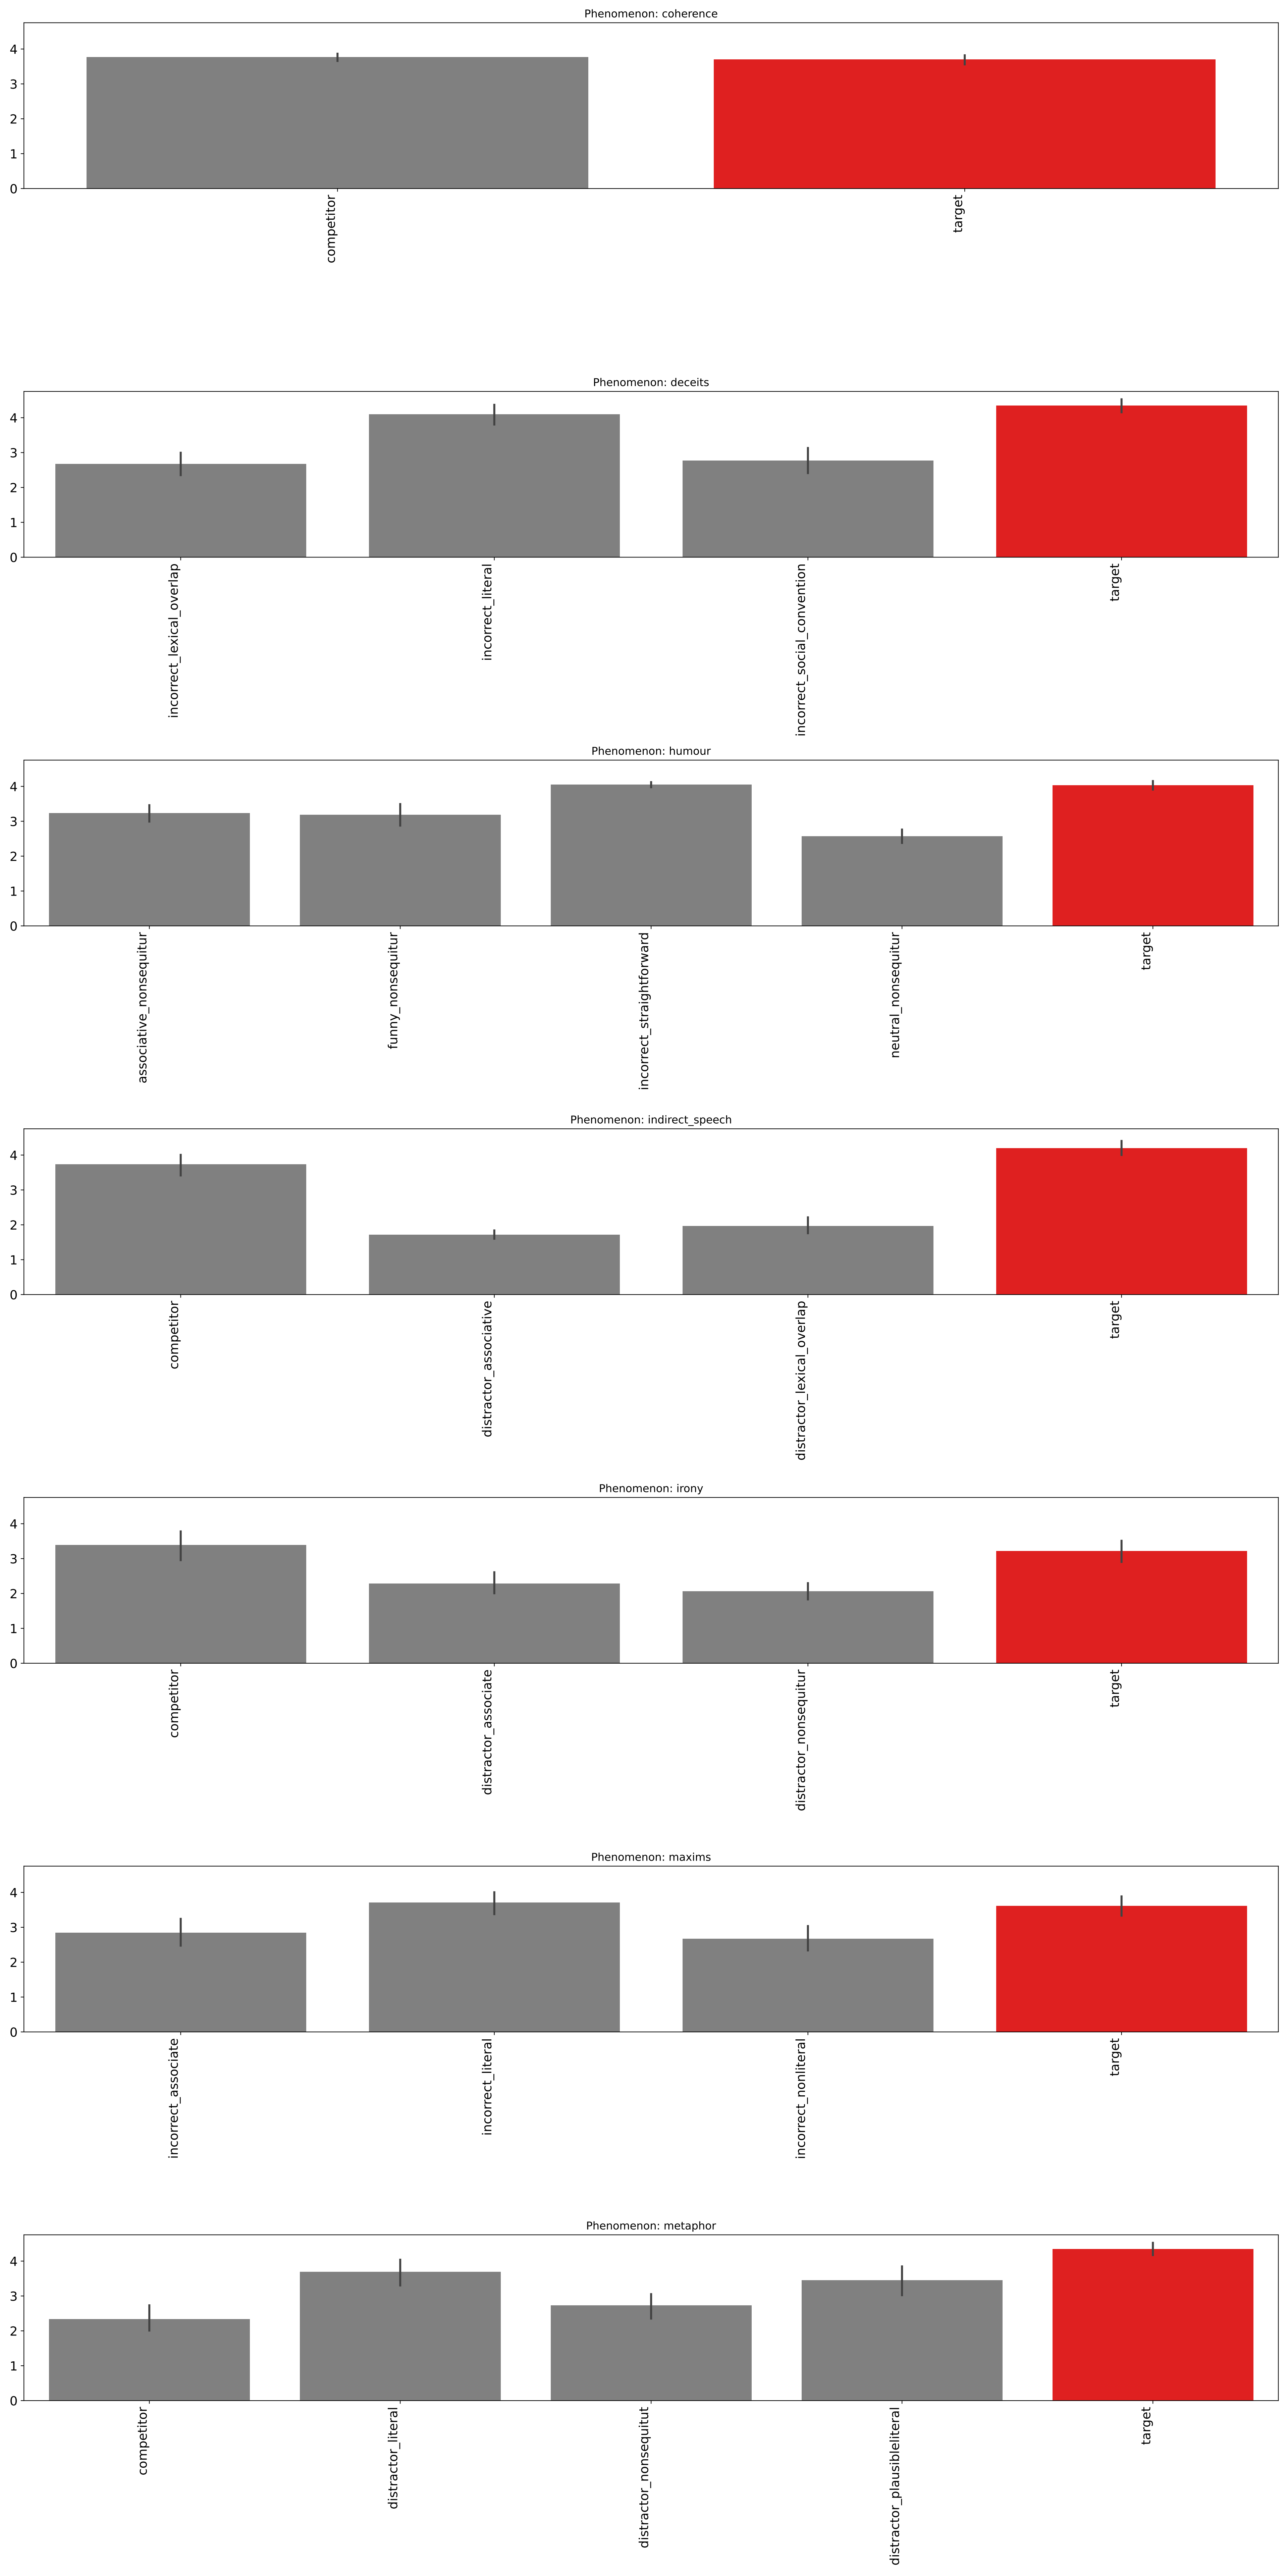 Phenomenon: coherence
4
3
2
1
0
competitor
target
Phenomenon: deceits
4
3
2
1
0
incorrect_lexical_overlap
incorrect_literal
incorrect_social_convention
target
Phenomenon: humour
4
3
2
1
0
associative_nonsequitur
funny_nonsequitur
incorrect_straightforward
neutral_nonsequitur
target
Phenomenon: indirect_speech
4
3
2
1
0
competitor
distractor_associative
distractor_lexical_overlap
target
Phenomenon: irony
4
3
2
1
0
competitor
distractor_associate
distractor_nonsequitur
target
Phenomenon: maxims
4
3
2
1
0
incorrect_associate
incorrect_literal
incorrect_nonliteral
target
Phenomenon: metaphor
4
3
2
1
0
competitor
distractor_literal
distractor_nonsequitut
distractor_plausibleliteral
target